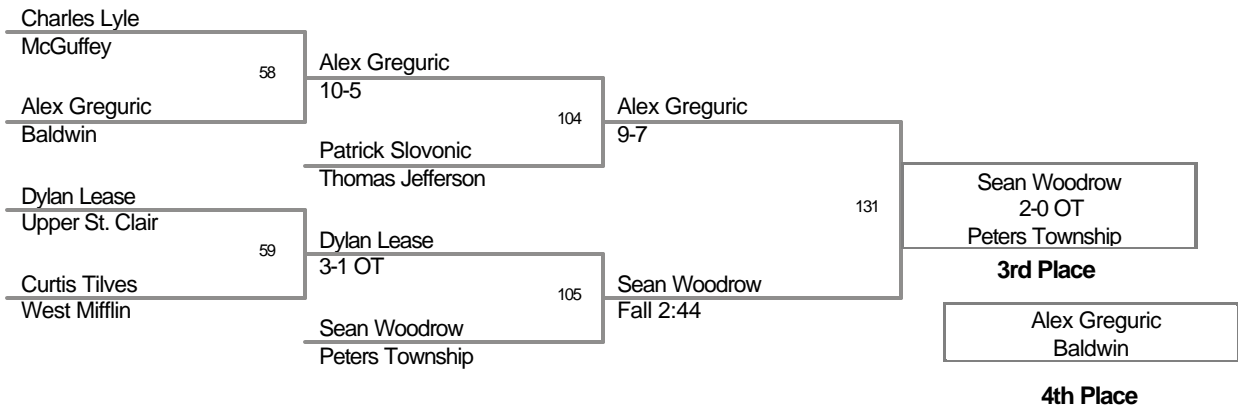 Charles Lyle
McGuffey
58
Alex Greguric
10-5
Alex Greguric
Baldwin
104
Alex Greguric
9-7
Patrick Slovonic
Thomas Jefferson
Dylan Lease
Upper St. Clair
59
Dylan Lease
3-1 OT
Curtis Tilves
West Mifflin
105
Sean Woodrow
Fall 2:44
Sean Woodrow
Peters Township
131
Sean Woodrow
2-0 OT
Peters Township
3rd Place
Alex Greguric
Baldwin
4th Place